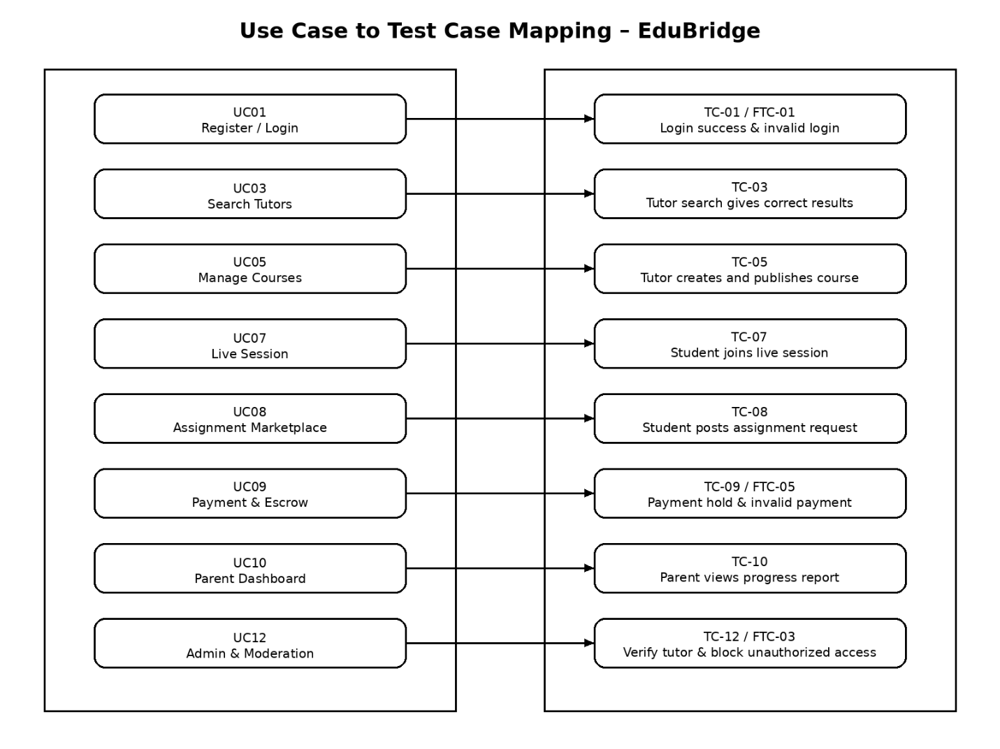 Use Case to Test Case Mapping – EduBridge
UC01
Register / Login
TC-01 / FTC-01
Login success & invalid login
UC03
Search Tutors
TC-03
Tutor search gives correct results
UC05
Manage Courses
TC-05
Tutor creates and publishes course
UC07
Live Session
TC-07
Student joins live session
UC08
Assignment Marketplace
TC-08
Student posts assignment request
UC09
Payment & Escrow
TC-09 / FTC-05
Payment hold & invalid payment
UC10
Parent Dashboard
TC-10
Parent views progress report
UC12
Admin & Moderation
TC-12 / FTC-03
Verify tutor & block unauthorized access